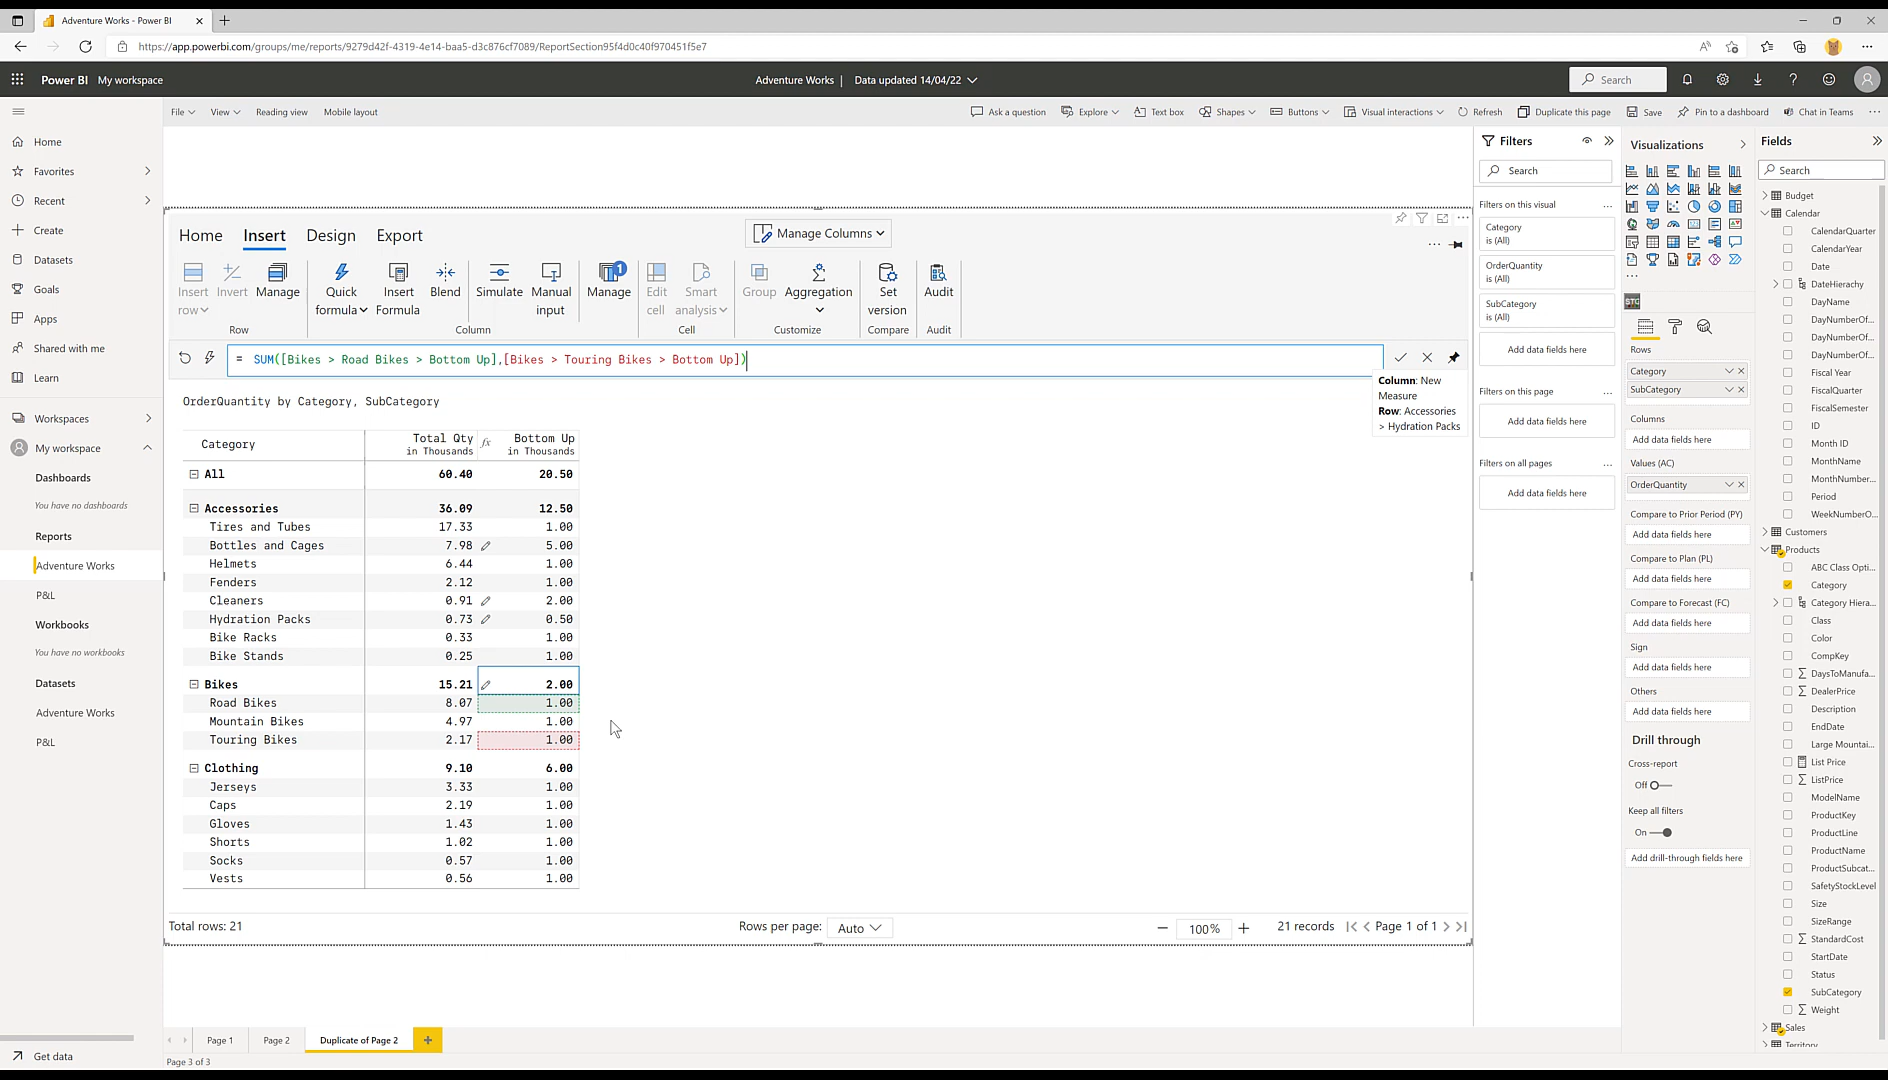 Adventure Works - Power BI
https://app.powerbi.com/groups/me/reports/9279d42f-4319-4e14-baa5-d3c876cf7089/ReportSection95f4d0c40f970451f5e7
Power BI My workspace
Adventure Works | Data updated 14/04/22
Search
File View Reading view Mobile layout
Ask a question Explore Text box Shapes Buttons Visual interactions Refresh Duplicate this page Save Pin to a dashboard Chat in Teams
Home
Favorites
Recent
Create
Datasets
Goals
Apps
Shared with me
Learn
Workspaces
My workspace
Dashboards
You have no dashboards
Reports
Adventure Works
P&L
Workbooks
You have no workbooks
Datasets
Adventure Works
P&L
Get data
Home Insert Design Export
Manage Columns
Insert row
Invert
Manage
Row
Quick formula
Insert Formula
Blend
Simulate
Manual input
Column
Manage
1
Edit cell
Smart analysis
Cell
Group
Aggregation
Customize
Set version
Compare
Audit
Audit
= SUM([Bikes > Road Bikes > Bottom Up],[Bikes > Touring Bikes > Bottom Up])
Column: New
Measure
Row: Accessories
> Hydration Packs
OrderQuantity by Category, SubCategory
Category Total Qty in Thousands fx Bottom Up in Thousands
All 60.40 20.50
Accessories 36.09 12.50
Tires and Tubes 17.33 1.00
Bottles and Cages 7.98 5.00
Helmets 6.44 1.00
Fenders 2.12 1.00
Cleaners 0.91 2.00
Hydration Packs 0.73 0.50
Bike Racks 0.33 1.00
Bike Stands 0.25 1.00
Bikes 15.21 2.00
Road Bikes 8.07 1.00
Mountain Bikes 4.97 1.00
Touring Bikes 2.17 1.00
Clothing 9.10 6.00
Jerseys 3.33 1.00
Caps 2.19 1.00
Gloves 1.43 1.00
Shorts 1.02 1.00
Socks 0.57 1.00
Vests 0.56 1.00
Total rows: 21
Rows per page: Auto
100%
21 records
Page 1 of 1
Page 1 Page 2 Duplicate of Page 2 +
Page 3 of 3
Filters
Search
Filters on this visual ...
Category
is (All)
OrderQuantity
is (All)
SubCategory
is (All)
Add data fields here
Filters on this page ...
Add data fields here
Filters on all pages ...
Add data fields here
Visualizations
STC
Rows
Category
SubCategory
Columns
Add data fields here
Values (AC)
OrderQuantity
Compare to Prior Period (PY)
Add data fields here
Compare to Plan (PL)
Add data fields here
Compare to Forecast (FC)
Add data fields here
Sign
Add data fields here
Others
Add data fields here
Drill through
Cross-report
Off
Keep all filters
On
Add drill-through fields here
Fields
Search
Budget
Calendar
CalendarQuarter
CalendarYear
Date
DateHierachy
DayName
DayNumberOf...
DayNumberOf...
DayNumberOf...
Fiscal Year
FiscalQuarter
FiscalSemester
ID
Month ID
MonthName
MonthNumber...
Period
WeekNumberO...
Customers
Products
ABC Class Opti...
Category
Category Hiera...
Class
Color
CompKey
DaysToManufa...
DealerPrice
Description
EndDate
Large Mountai...
List Price
ListPrice
ModelName
ProductKey
ProductLine
ProductName
ProductSubcat...
SafetyStockLevel
Size
SizeRange
StandardCost
StartDate
Status
SubCategory
Weight
Sales
Territory